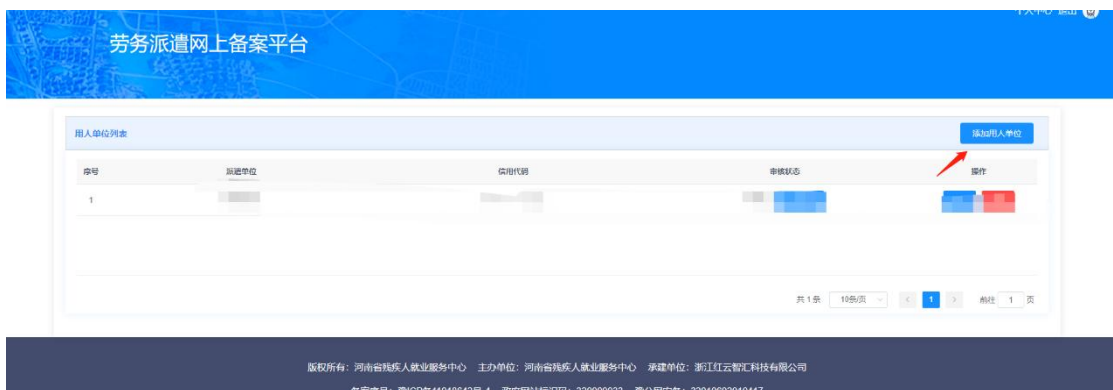 个人中心 退出
劳务派遣网上备案平台
用人单位列表
添加用人单位
序号 派遣单位 信用代码 审核状态 操作
1
共 1 条 10条/页 1 前往 1 页
版权所有:河南省残疾人就业服务中心 主办单位:河南省残疾人就业服务中心 承建单位:浙江红云智汇科技有限公司